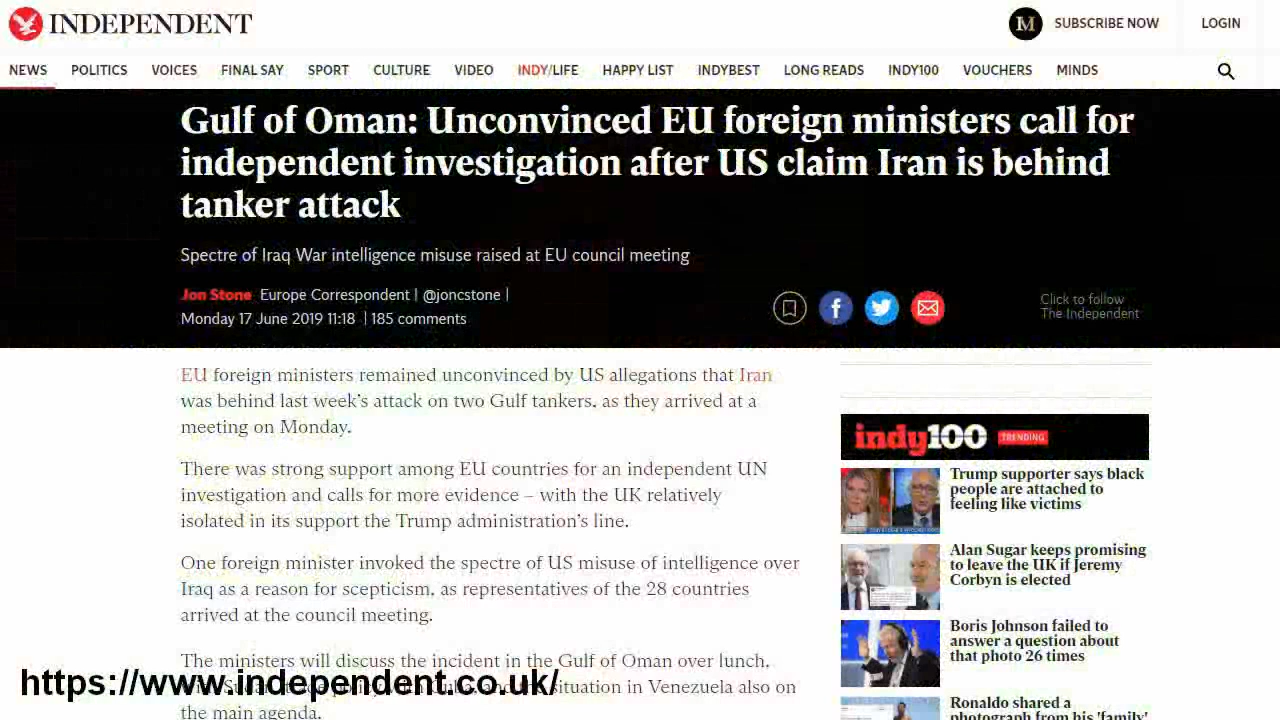 INDEPENDENT
M SUBSCRIBE NOW LOGIN
NEWS POLITICS VOICES FINAL SAY SPORT CULTURE VIDEO INDY/LIFE HAPPY LIST INDYBEST LONG READS INDY100 VOUCHERS MINDS
Gulf of Oman: Unconvinced EU foreign ministers call for
independent investigation after US claim Iran is behind
tanker attack
Spectre of Iraq War intelligence misuse raised at EU council meeting
Jon Stone Europe Correspondent | @joncstone |
Monday 17 June 2019 11:18 | 185 comments
Click to follow
The Independent
EU foreign ministers remained unconvinced by US allegations that Iran
was behind last week's attack on two Gulf tankers, as they arrived at a
meeting on Monday.
There was strong support among EU countries for an independent UN
investigation and calls for more evidence – with the UK relatively
isolated in its support the Trump administration's line.
One foreign minister invoked the spectre of US misuse of intelligence over
Iraq as a reason for scepticism, as representatives of the 28 countries
arrived at the council meeting.
The ministers will discuss the incident in the Gulf of Oman over lunch,
situation in Venezuela also on
the main agenda.
https://www.independent.co.uk/
indy100 TRENDING
Trump supporter says black
people are attached to
feeling like victims
Alan Sugar keeps promising
to leave the UK if Jeremy
Corbyn is elected
Boris Johnson failed to
answer a question about
that photo 26 times
Ronaldo shared a
photograph from his 'family'